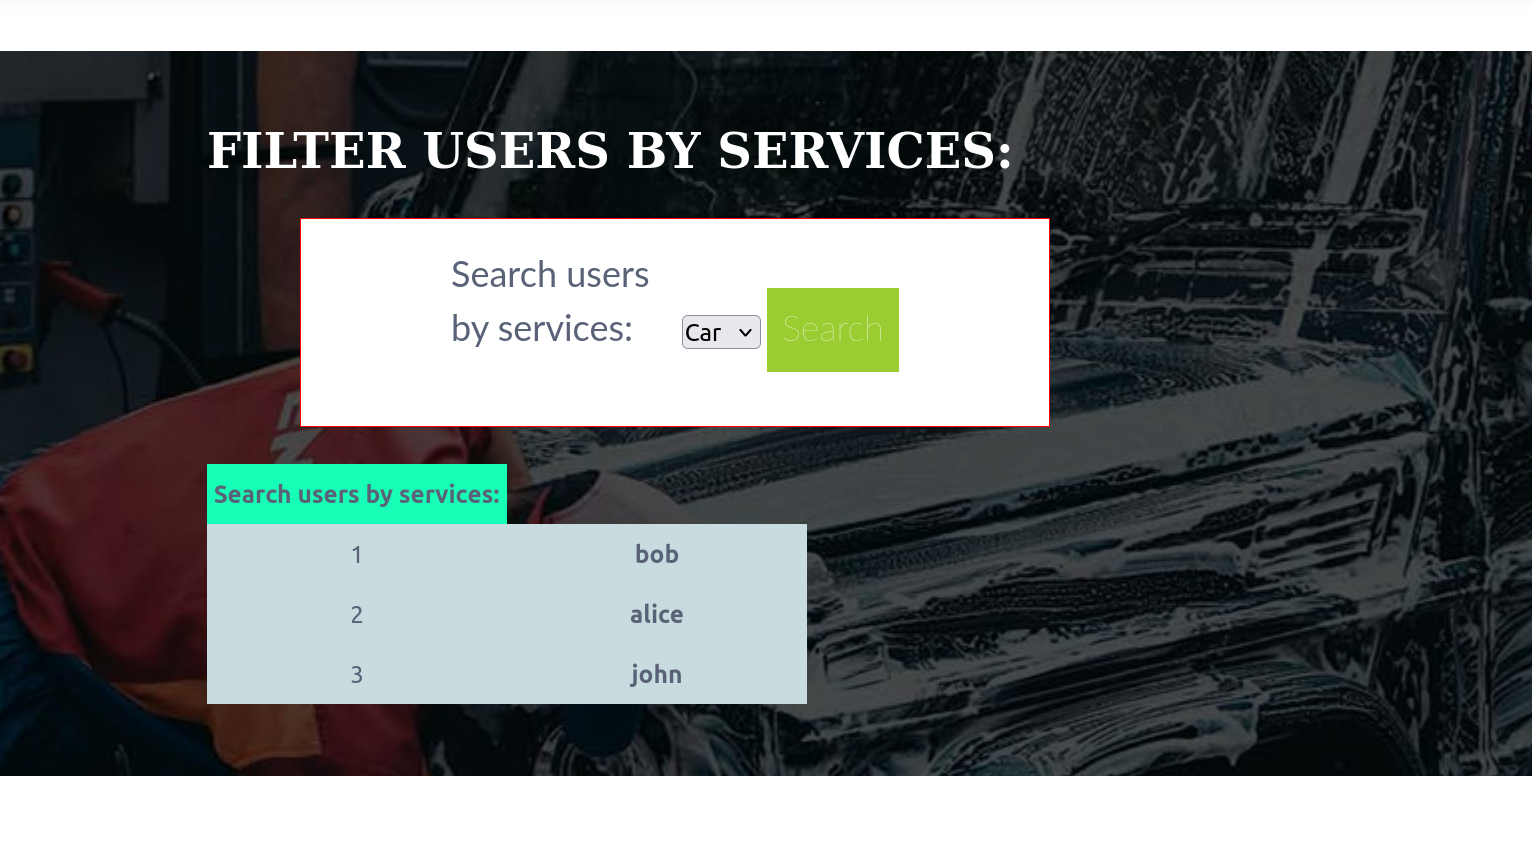 FILTER USERS BY SERVICES:
Search users
by services:
Car
Search
Search users by services:
1 bob
2 alice
3 john